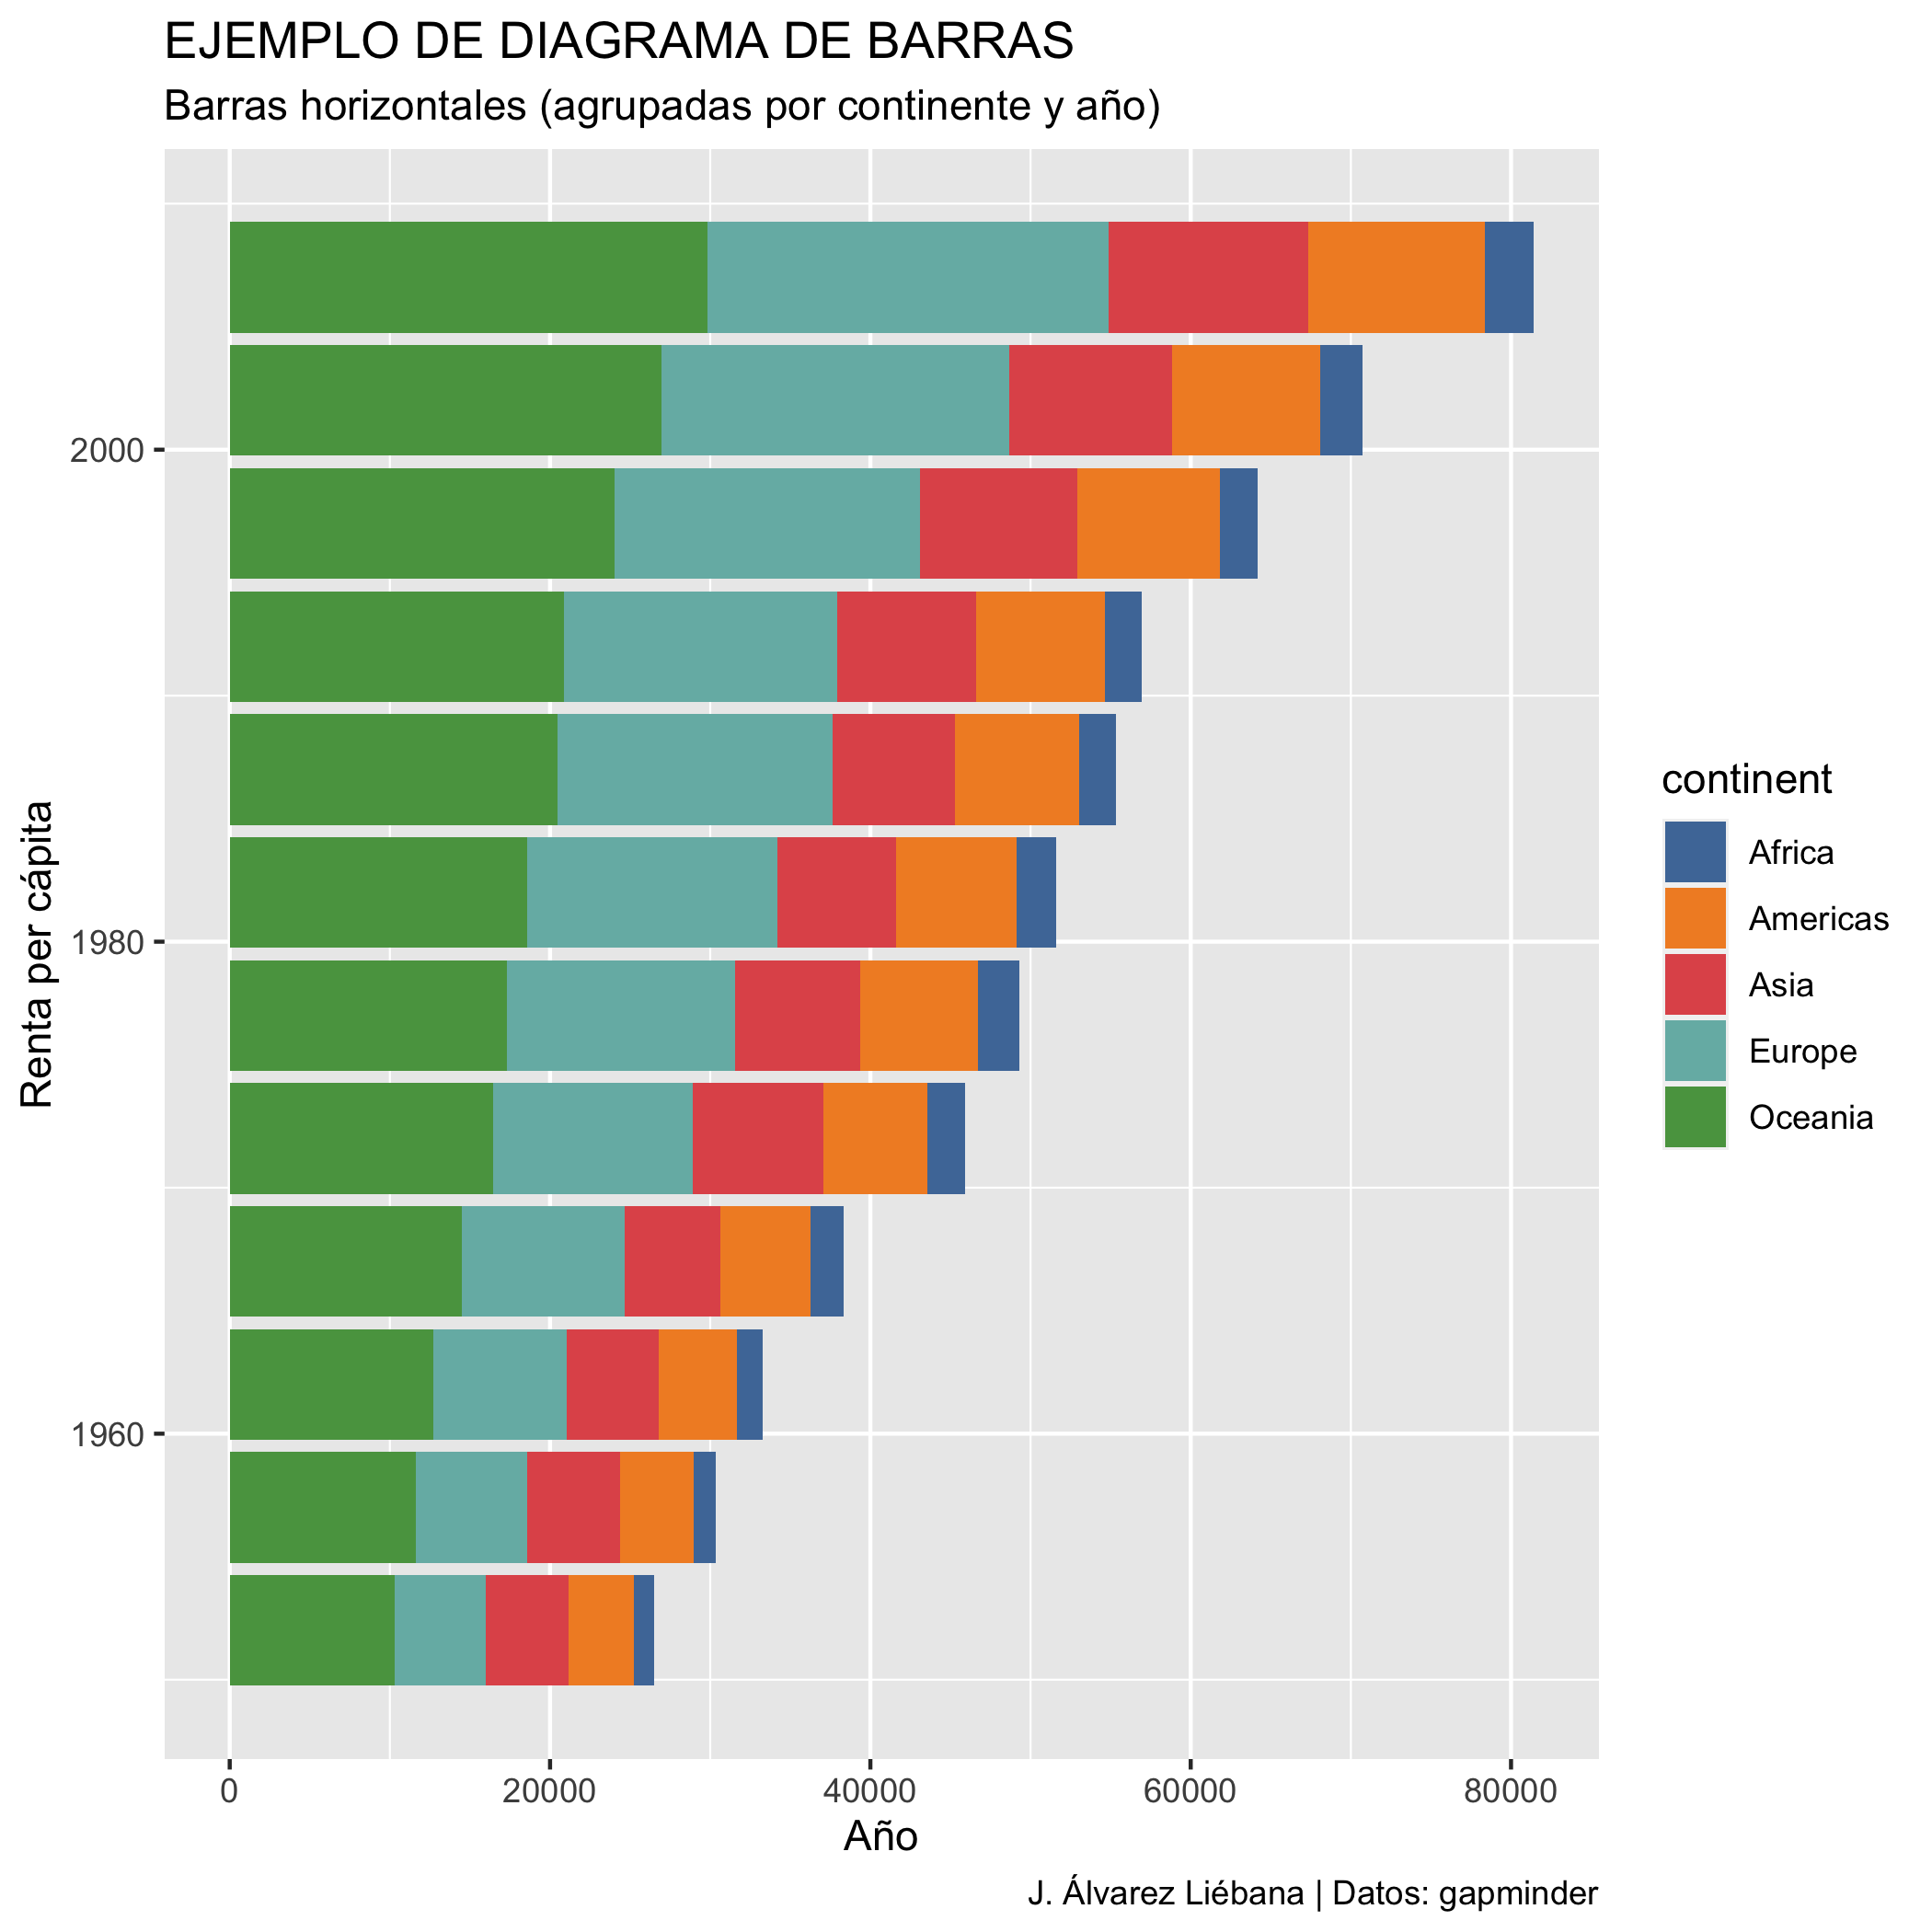 EJEMPLO DE DIAGRAMA DE BARRAS
Barras horizontales (agrupadas por continente y año)
Renta per cápita
2000
1980
1960
0 20000 40000 60000 80000
Año
continent
Africa
Americas
Asia
Europe
Oceania
J. Álvarez Liébana | Datos: gapminder